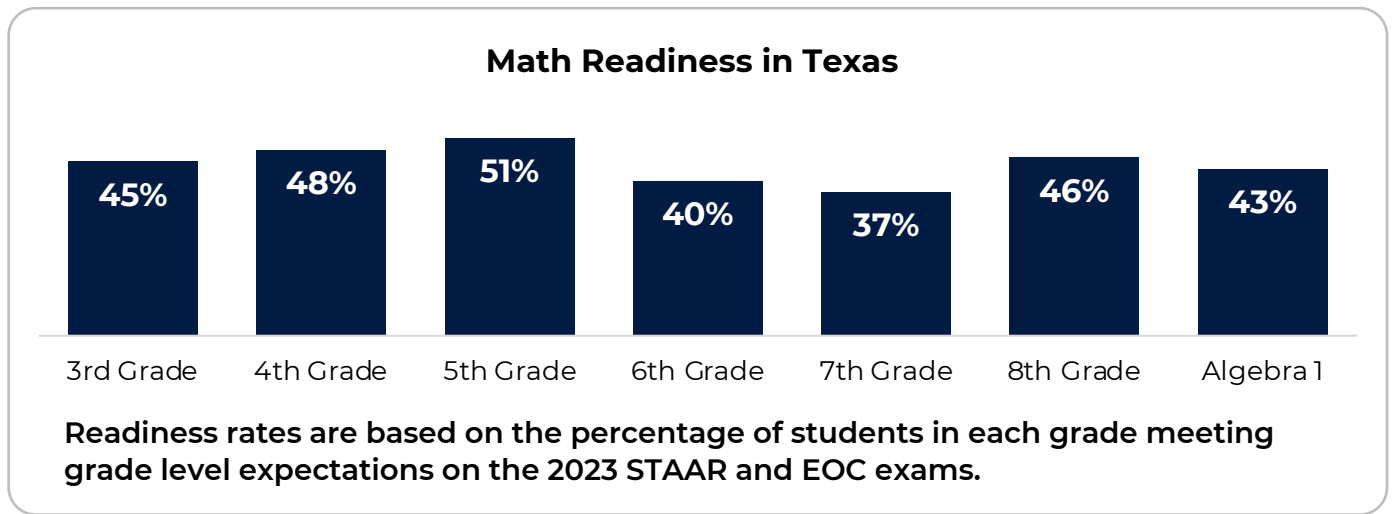 Math Readiness in Texas
45%
48%
51%
40%
37%
46%
43%
3rd Grade
4th Grade
5th Grade
6th Grade
7th Grade
8th Grade
Algebra 1
Readiness rates are based on the percentage of students in each grade meeting
grade level expectations on the 2023 STAAR and EOC exams.